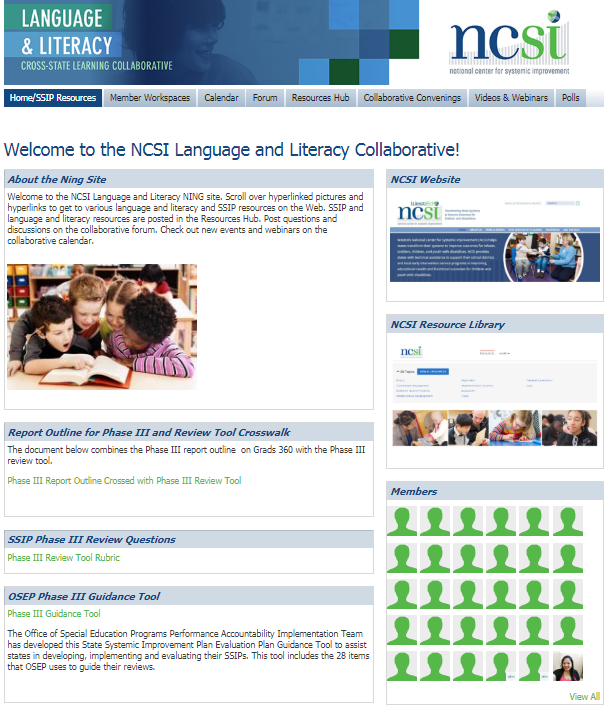 LANGUAGE
& LITERACY
CROSS-STATE LEARNING COLLABORATIVE
ncsi
national center for systemic improvement
Home/SSIP Resources
Member Workspaces
Calendar
Forum
Resources Hub
Collaborative Convenings
Videos & Webinars
Polls
Welcome to the NCSI Language and Literacy Collaborative!
About the Ning Site
Welcome to the NCSI Language and Literacy NING site. Scroll over hyperlinked pictures and
hyperlinks to get to various language and literacy and SSIP resources on the Web. SSIP and
language and literacy resources are posted in the Resources Hub. Post questions and
discussions on the collaborative forum. Check out new events and webinars on the
collaborative calendar.
Report Outline for Phase III and Review Tool Crosswalk
The document below combines the Phase III report outline on Grads 360 with the Phase III
review tool.
Phase III Report Outline Crossed with Phase III Review Tool
SSIP Phase III Review Questions
Phase III Review Tool Rubric
OSEP Phase III Guidance Tool
Phase III Guidance Tool
The Office of Special Education Programs Performance Accountability Implementation Team
has developed this State Systemic Improvement Plan Evaluation Plan Guidance Tool to assist
states in developing, implementing and evaluating their SSIPs. This tool includes the 28 items
that OSEP uses to guide their reviews.
NCSI Website
WestEd
ncsi
NCSI Resource Library
ncsi
All Topics
Members
View All